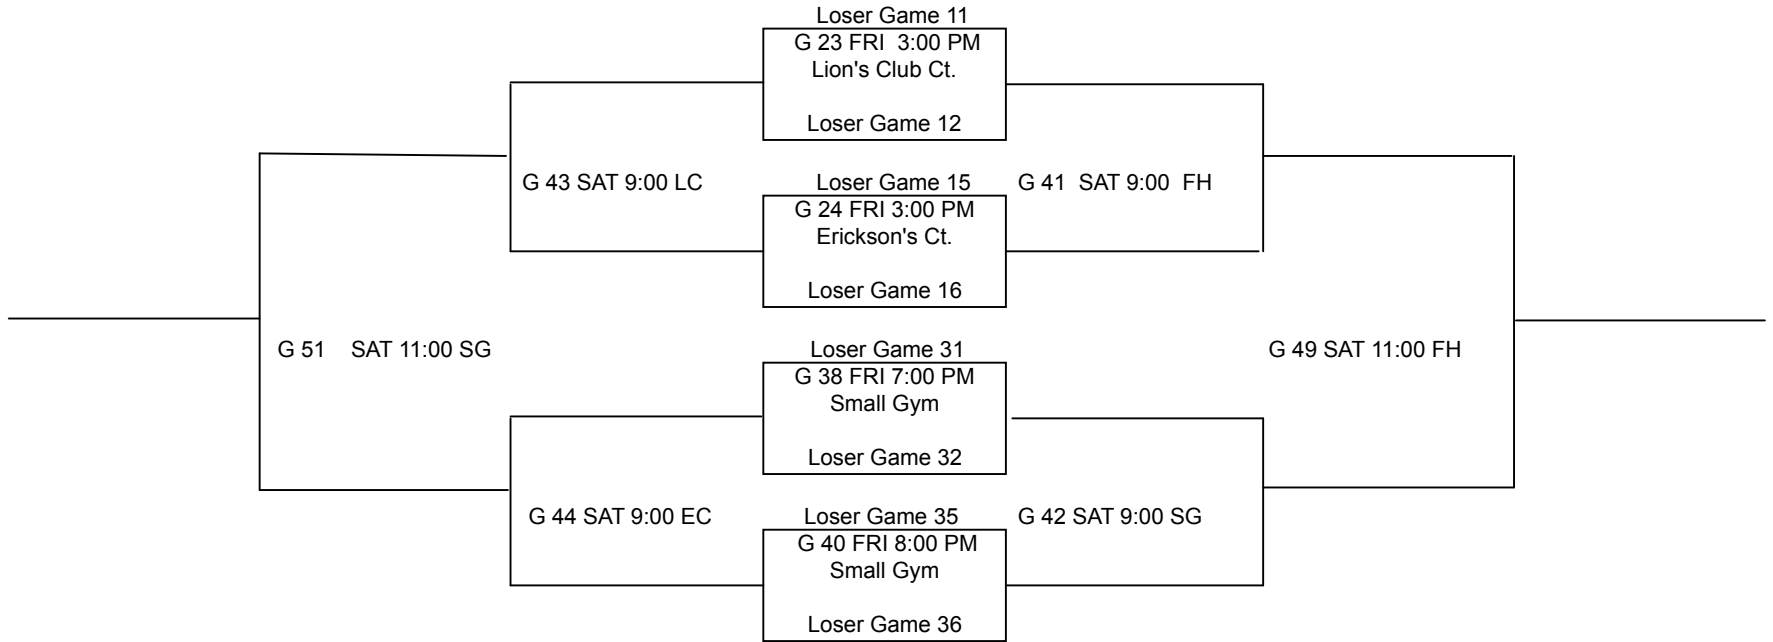 Loser Game 11
G 23 FRI  3:00 PM
Lion's Club Ct.
Loser Game 12
G 43 SAT 9:00 LC
Loser Game 15
G 41  SAT 9:00  FH
G 24 FRI 3:00 PM
Erickson's Ct.
Loser Game 16
G 51    SAT 11:00 SG
Loser Game 31
G 49 SAT 11:00 FH
G 38 FRI 7:00 PM
Small Gym
Loser Game 32
G 44 SAT 9:00 EC
Loser Game 35
G 42 SAT 9:00 SG
G 40 FRI 8:00 PM
Small Gym
Loser Game 36